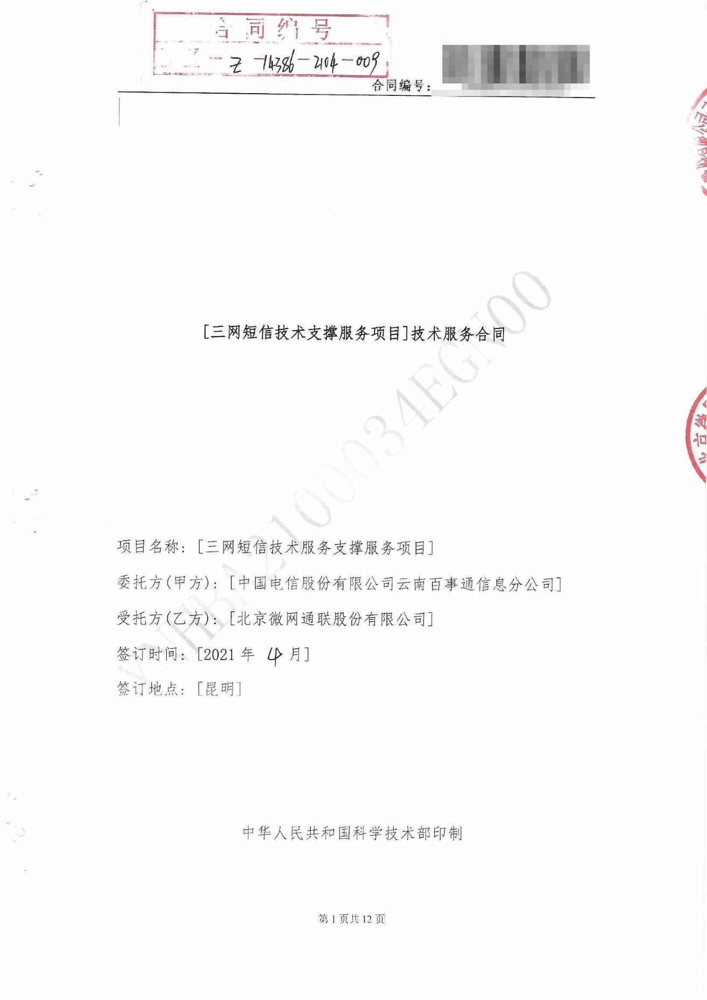 合同编号
-Z-14386-2104-009
合同编号:
[三网短信技术支撑服务项目]技术服务合同
YNHBA2100034EGN00
项目名称: [三网短信技术服务支撑服务项目]
委托方(甲方): [中国电信股份有限公司云南百事通信息分公司]
受托方(乙方): [北京微网通联股份有限公司]
签订时间: [2021 年 4 月]
签订地点: [昆明]
中华人民共和国科学技术部印制
第 1 页共 12 页